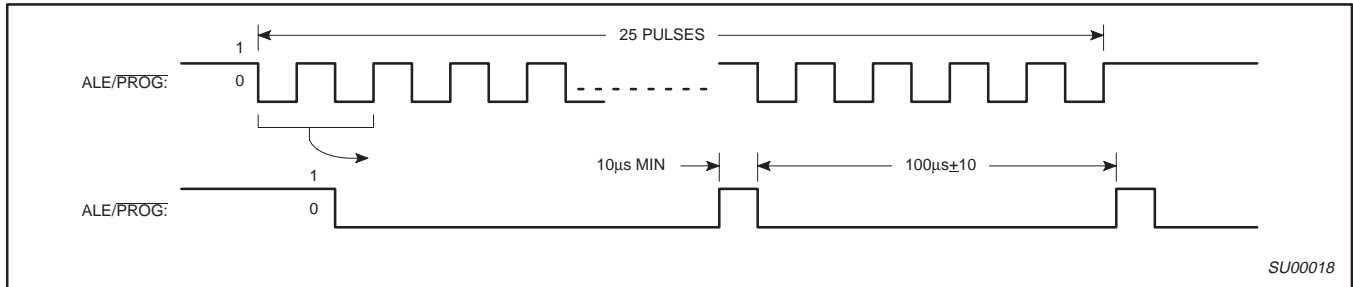 25 PULSES
1
ALE/PROG:
0
10µs MIN
100µs±10
1
ALE/PROG:
0
SU00018